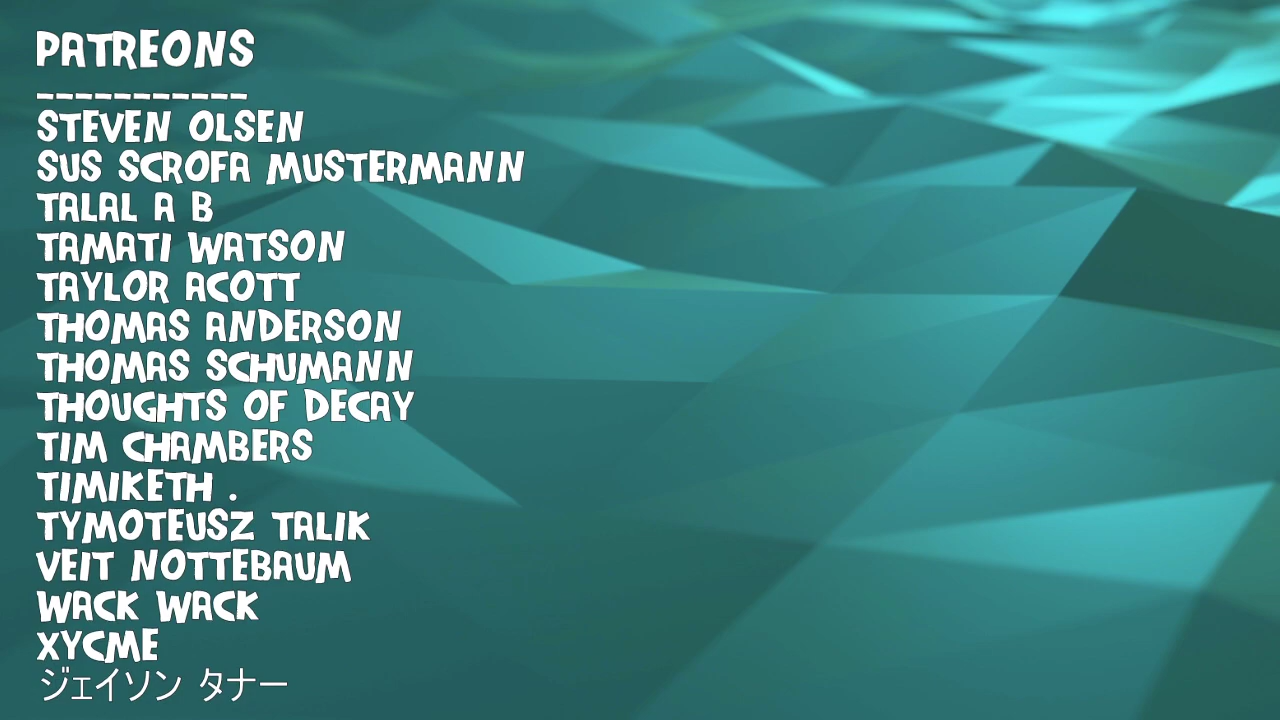 PATREONS
-----------
STEVEN OLSEN
SUS SCROFA MUSTERMANN
TALAL A B
TAMATI WATSON
TAYLOR ACOTT
THOMAS ANDERSON
THOMAS SCHUMANN
THOUGHTS OF DECAY
TIM CHAMBERS
TIMIKETH .
TYMOTEUSZ TALIK
VEIT NOTTEBAUM
WACK WACK
XYCME
ジェイソン タナー